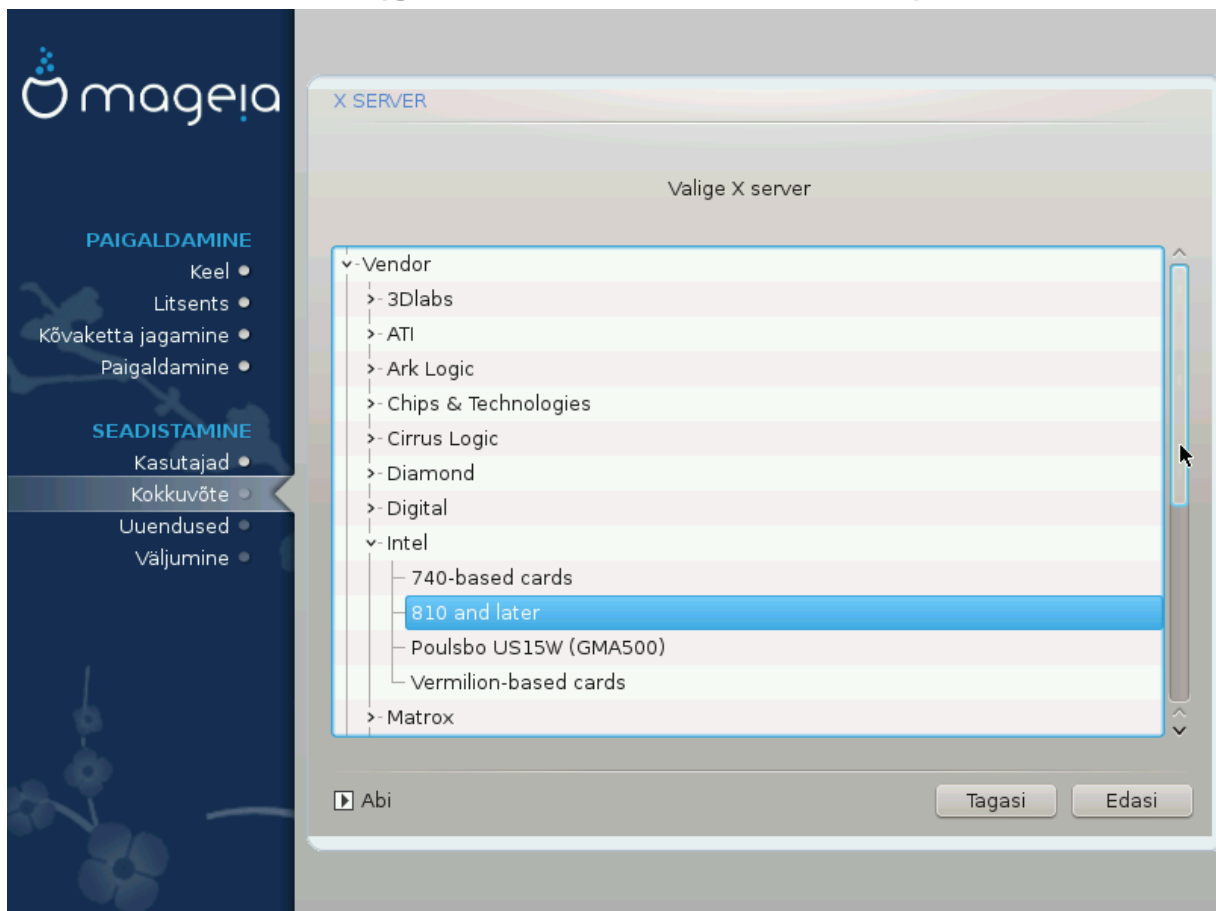 mageia
PAIGALDAMINE
Keel
Litsents
Kõvaketta jagamine
Paigaldamine
SEADISTAMINE
Kasutajad
Kokkuvõte
Uuendused
Väljumine
X SERVER
Valige X server
Vendor
3Dlabs
ATI
Ark Logic
Chips & Technologies
Cirrus Logic
Diamond
Digital
Intel
740-based cards
810 and later
Poulsbo US15W (GMA500)
Vermilion-based cards
Matrox
Abi
Tagasi
Edasi